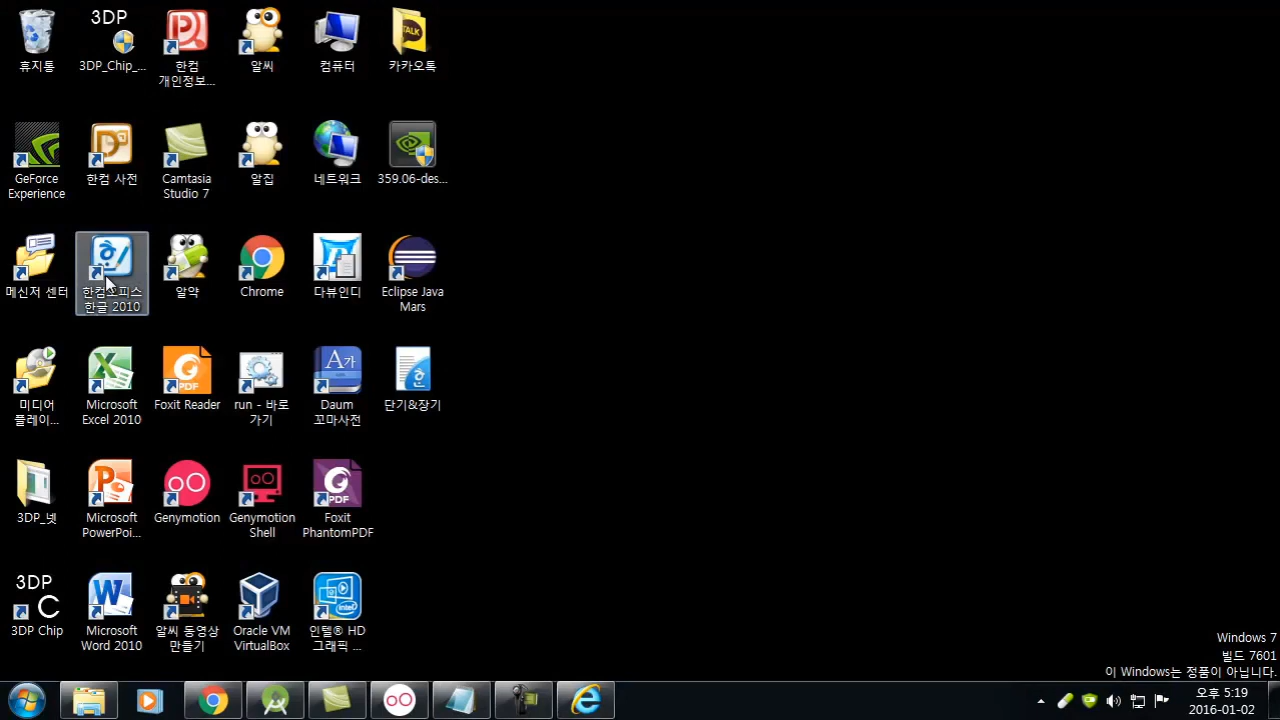 휴지통
3DP
3DP_Chip_...
한컴
개인정보...
알씨
컴퓨터
TALK
카카오톡
GeForce
Experience
한컴 사전
Camtasia
Studio 7
알집
네트워크
359.06-des...
메신저 센터
한컴오피스
한글 2010
알약
Chrome
다뷰인디
Eclipse Java
Mars
미디어
플레이...
Microsoft
Excel 2010
PDF
Foxit Reader
run - 바로
가기
A가
Daum
꼬마사전
한
단기&장기
3DP_넷
Microsoft
PowerPoi...
Genymotion
Genymotion
Shell
PDF
Foxit
PhantomPDF
3DP
C
3DP Chip
Microsoft
Word 2010
알씨 동영상
만들기
Oracle VM
VirtualBox
intel
인텔® HD
그래픽 ...
Windows 7
빌드 7601
이 Windows는 정품이 아닙니다.
오후 5:19
2016-01-02